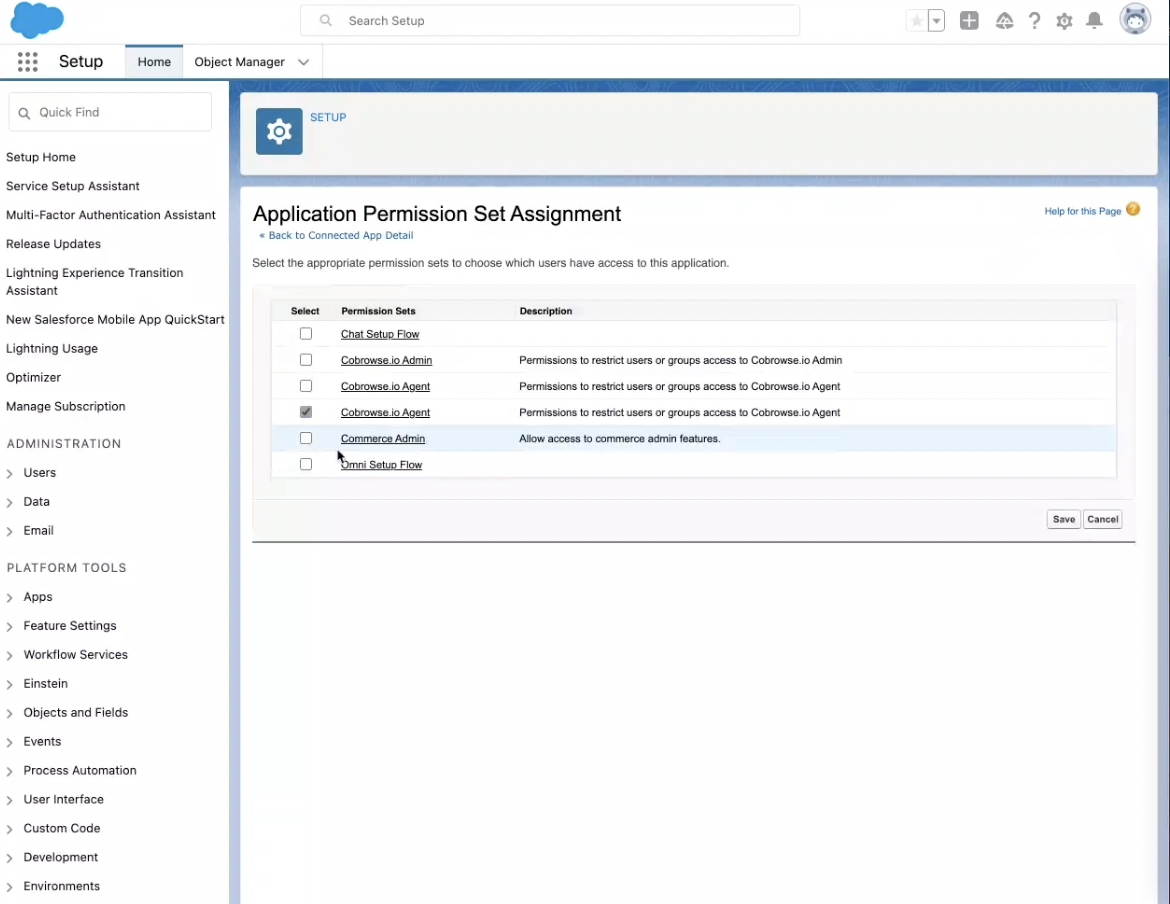 Search Setup
Setup
Home
Object Manager
Quick Find
Setup Home
Service Setup Assistant
Multi-Factor Authentication Assistant
Release Updates
Lightning Experience Transition
Assistant
New Salesforce Mobile App QuickStart
Lightning Usage
Optimizer
Manage Subscription
ADMINISTRATION
Users
Data
Email
PLATFORM TOOLS
Apps
Feature Settings
Workflow Services
Einstein
Objects and Fields
Events
Process Automation
User Interface
Custom Code
Development
Environments
SETUP
Application Permission Set Assignment
Help for this Page ?
« Back to Connected App Detail
Select the appropriate permission sets to choose which users have access to this application.
Select Permission Sets Description
Chat Setup Flow
Cobrowse.io Admin Permissions to restrict users or groups access to Cobrowse.io Admin
Cobrowse.io Agent Permissions to restrict users or groups access to Cobrowse.io Agent
Cobrowse.io Agent Permissions to restrict users or groups access to Cobrowse.io Agent
Commerce Admin Allow access to commerce admin features.
Omni Setup Flow
Save Cancel